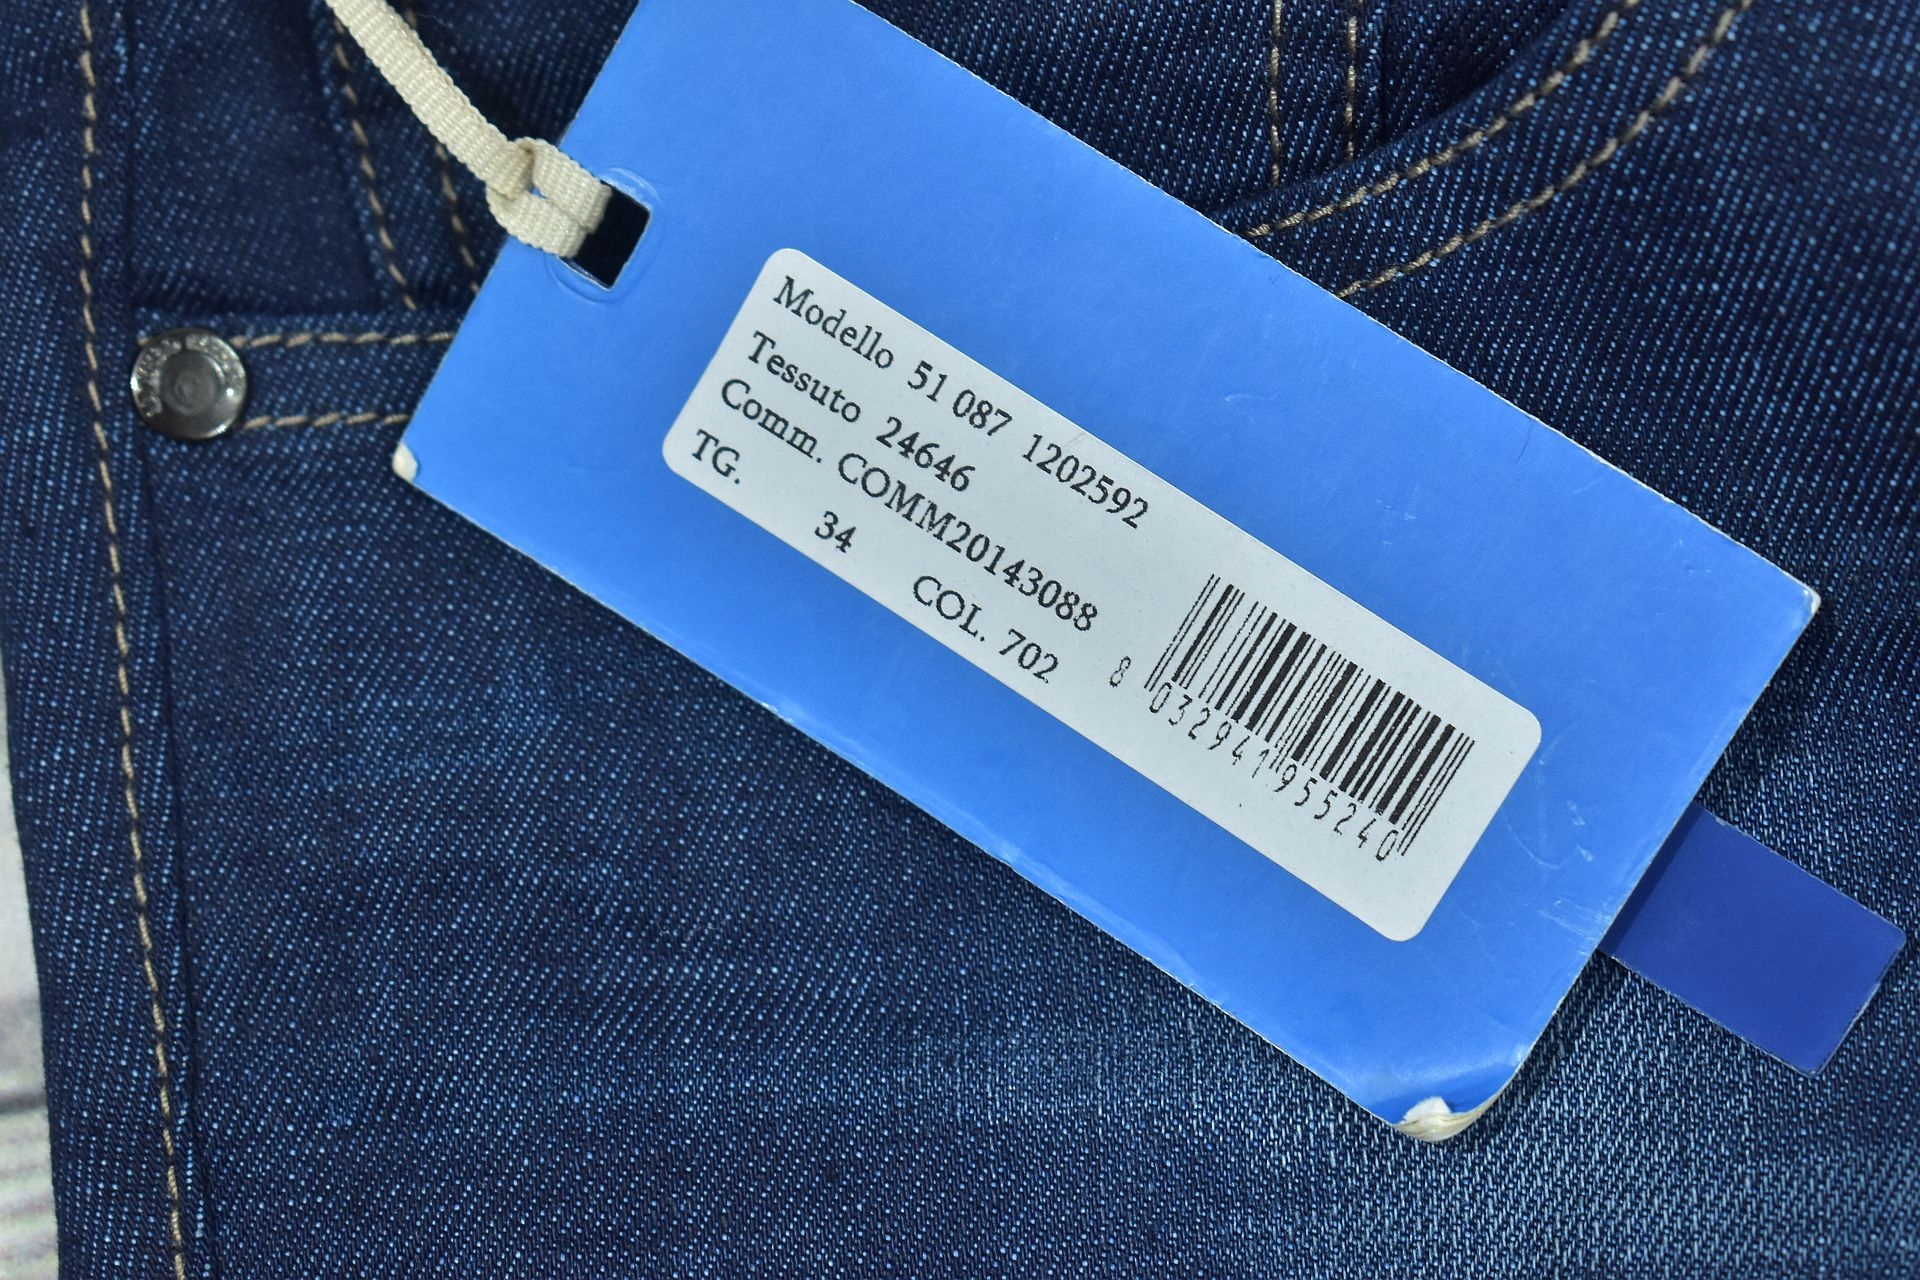 Modello 51 087 1202592
Tessuto 24646
Comm. COMM20143088
TG. 34 COL. 702
8 032941 955240